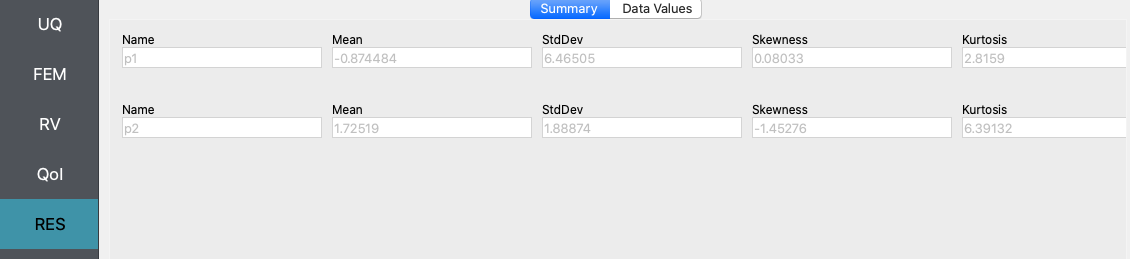 UQ
FEM
RV
QoI
RES
Summary Data Values
Name Mean StdDev Skewness Kurtosis
p1 -0.874484 6.46505 0.08033 2.8159
Name Mean StdDev Skewness Kurtosis
p2 1.72519 1.88874 -1.45276 6.39132